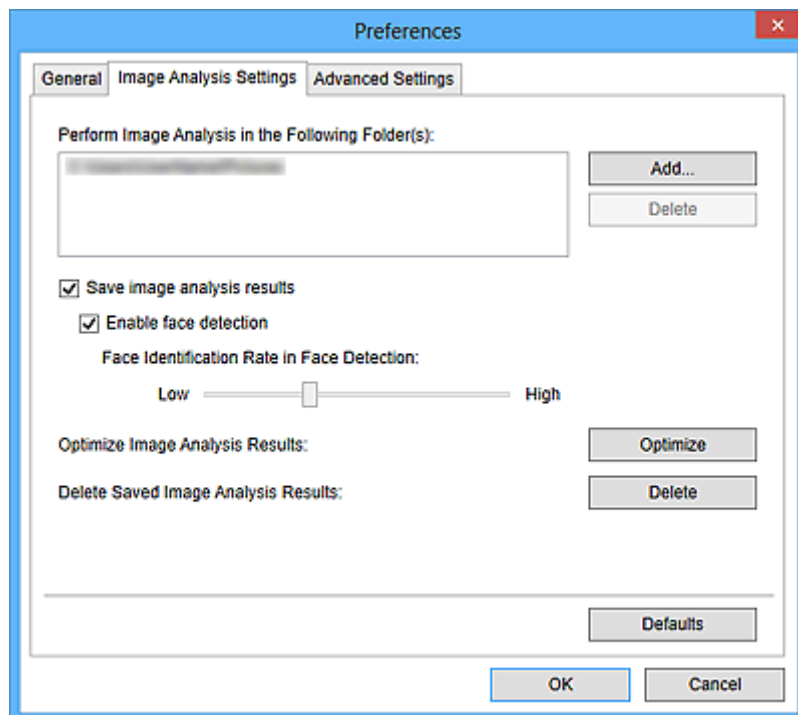 Preferences
General Image Analysis Settings Advanced Settings
Perform Image Analysis in the Following Folder(s):
Add...
Delete
Save image analysis results
Enable face detection
Face Identification Rate in Face Detection:
Low High
Optimize Image Analysis Results: Optimize
Delete Saved Image Analysis Results: Delete
Defaults
OK Cancel